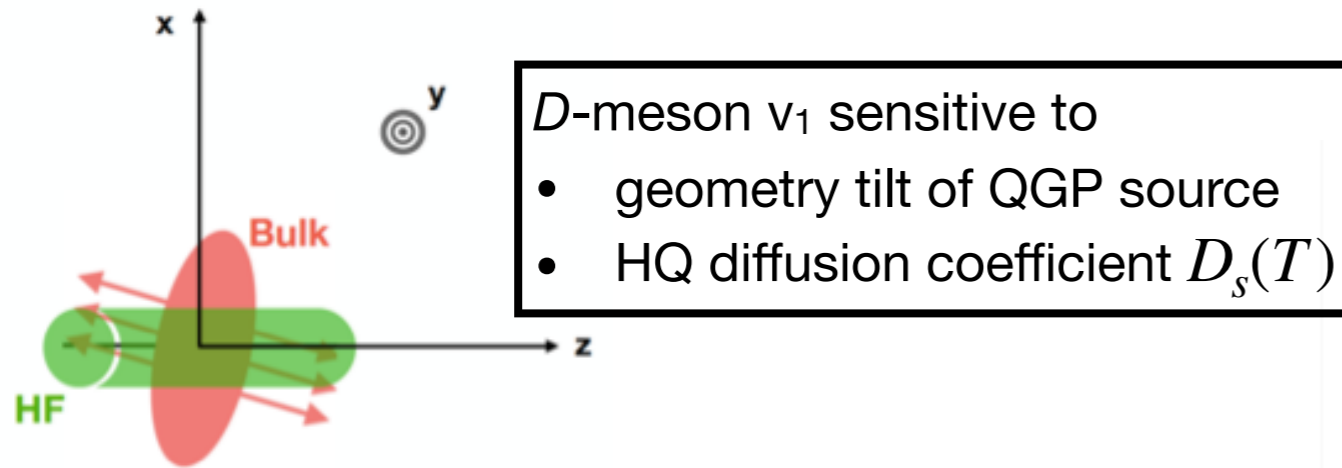 x
y
D-meson v₁ sensitive to
• geometry tilt of QGP source
Bulk
• HQ diffusion coefficient Dₛ(T)
z
HF